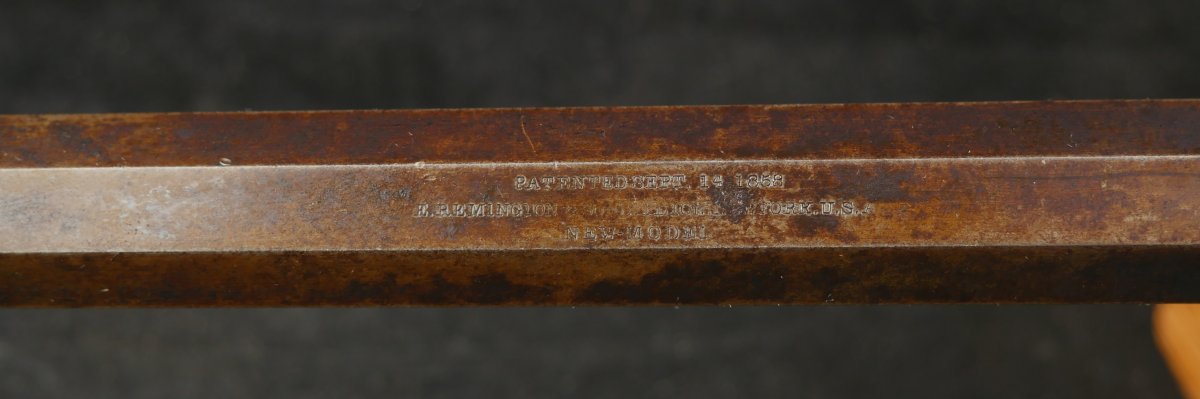 PATENTED SEPT. 14 1858
E. REMINGTON & YORK, U.S.A.
NEW-MODEL